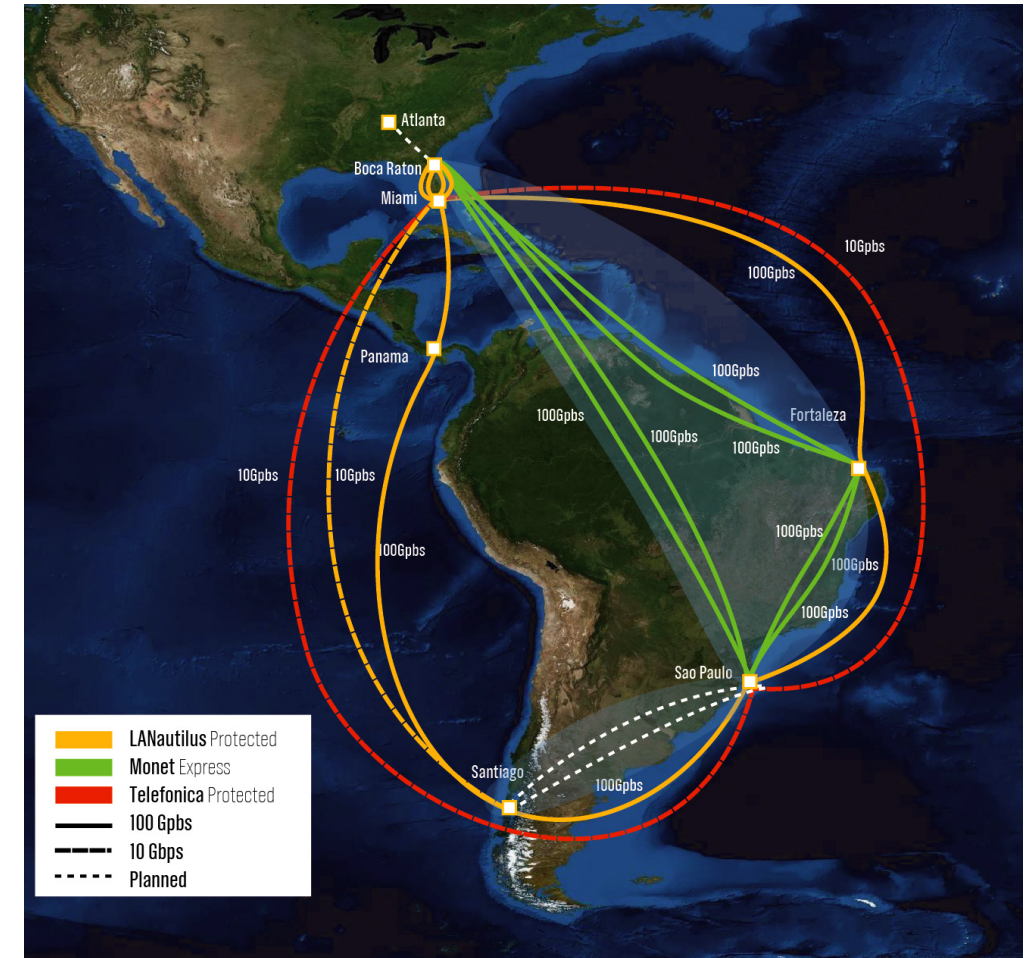 Atlanta
Boca Raton
Miami
10Gpbs
100Gpbs
Panama
100Gpbs
Fortaleza
100Gpbs
100Gpbs
100Gpbs
10Gpbs
10Gpbs
100Gpbs
100Gpbs
100Gpbs
100Gpbs
Sao Paulo
Santiago
100Gpbs
LANautilus Protected
Monet Express
Telefonica Protected
100 Gpbs
10 Gbps
Planned